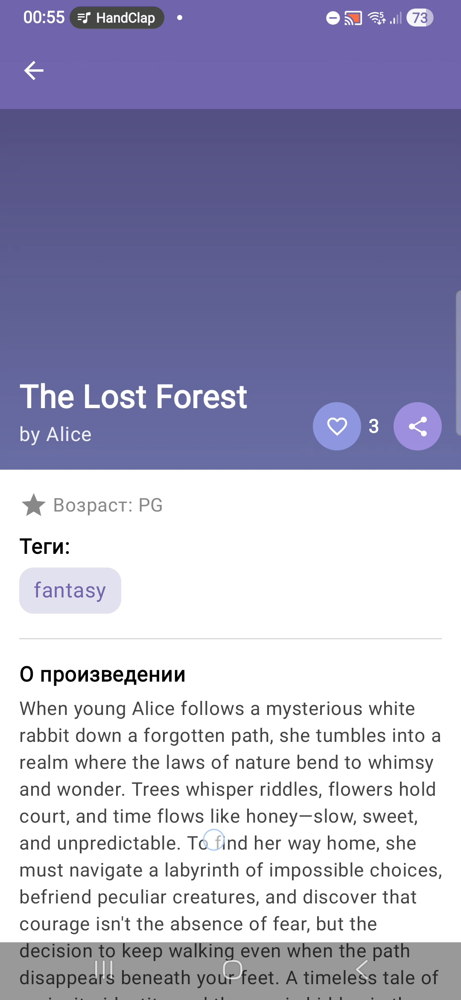 00:55 HandClap 5 73
The Lost Forest
by Alice
3
Возраст: PG
Теги:
fantasy
О произведении
When young Alice follows a mysterious white
rabbit down a forgotten path, she tumbles into a
realm where the laws of nature bend to whimsy
and wonder. Trees whisper riddles, flowers hold
court, and time flows like honey—slow, sweet,
and unpredictable. To find her way home, she
must navigate a labyrinth of impossible choices,
befriend peculiar creatures, and discover that
courage isn't the absence of fear, but the
decision to keep walking even when the path
disappears beneath your feet. A timeless tale of